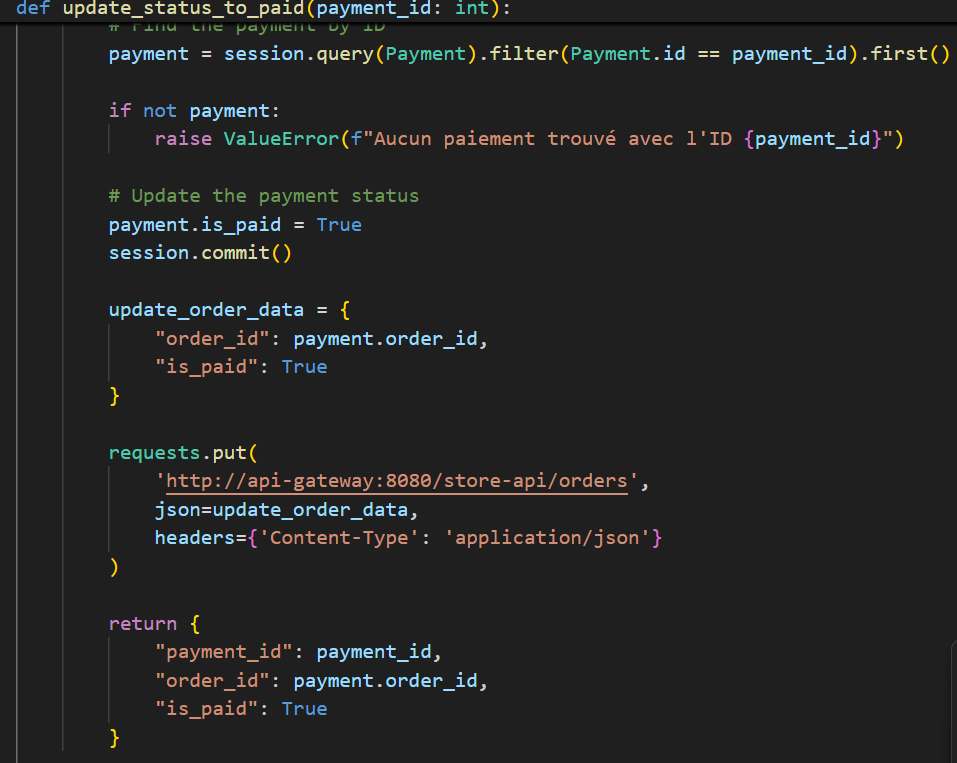 def update_status_to_paid(payment_id: int):
# Find the payment by ID
payment = session.query(Payment).filter(Payment.id == payment_id).first()
if not payment:
raise ValueError(f"Aucun paiement trouvé avec l'ID {payment_id}")
# Update the payment status
payment.is_paid = True
session.commit()
update_order_data = {
"order_id": payment.order_id,
"is_paid": True
}
requests.put(
'http://api-gateway:8080/store-api/orders',
json=update_order_data,
headers={'Content-Type': 'application/json'}
)
return {
"payment_id": payment_id,
"order_id": payment.order_id,
"is_paid": True
}